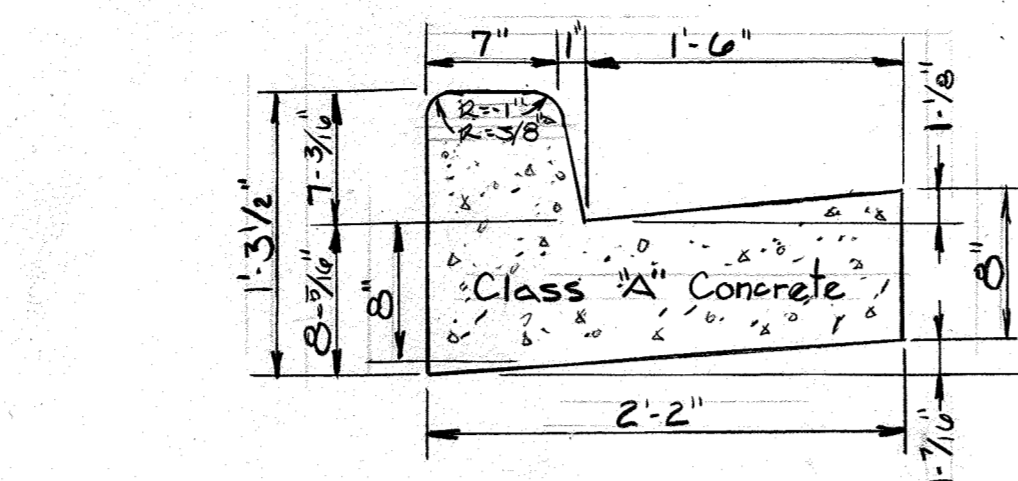 7" 1" 1'-6"
1-1/8"
R=1"
R=3/8"
7-3/16"
1'-3 1/2"
8-5/16"
8"
8"
Class "A" Concrete
2'-2"
1-7/16"